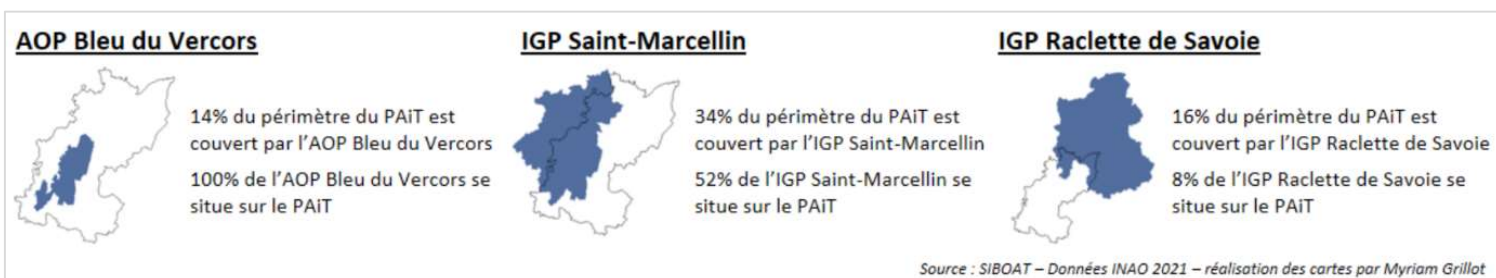 AOP Bleu du Vercors
14% du périmètre du PAiT est
couvert par l'AOP Bleu du Vercors
100% de l'AOP Bleu du Vercors se
situe sur le PAiT
IGP Saint-Marcellin
34% du périmètre du PAiT est
couvert par l'IGP Saint-Marcellin
52% de l'IGP Saint-Marcellin se
situe sur le PAiT
IGP Raclette de Savoie
16% du périmètre du PAiT est
couvert par l'IGP Raclette de Savoie
8% de l'IGP Raclette de Savoie se
situe sur le PAiT
Source : SIBOAT – Données INAO 2021 – réalisation des cartes par Myriam Grillot